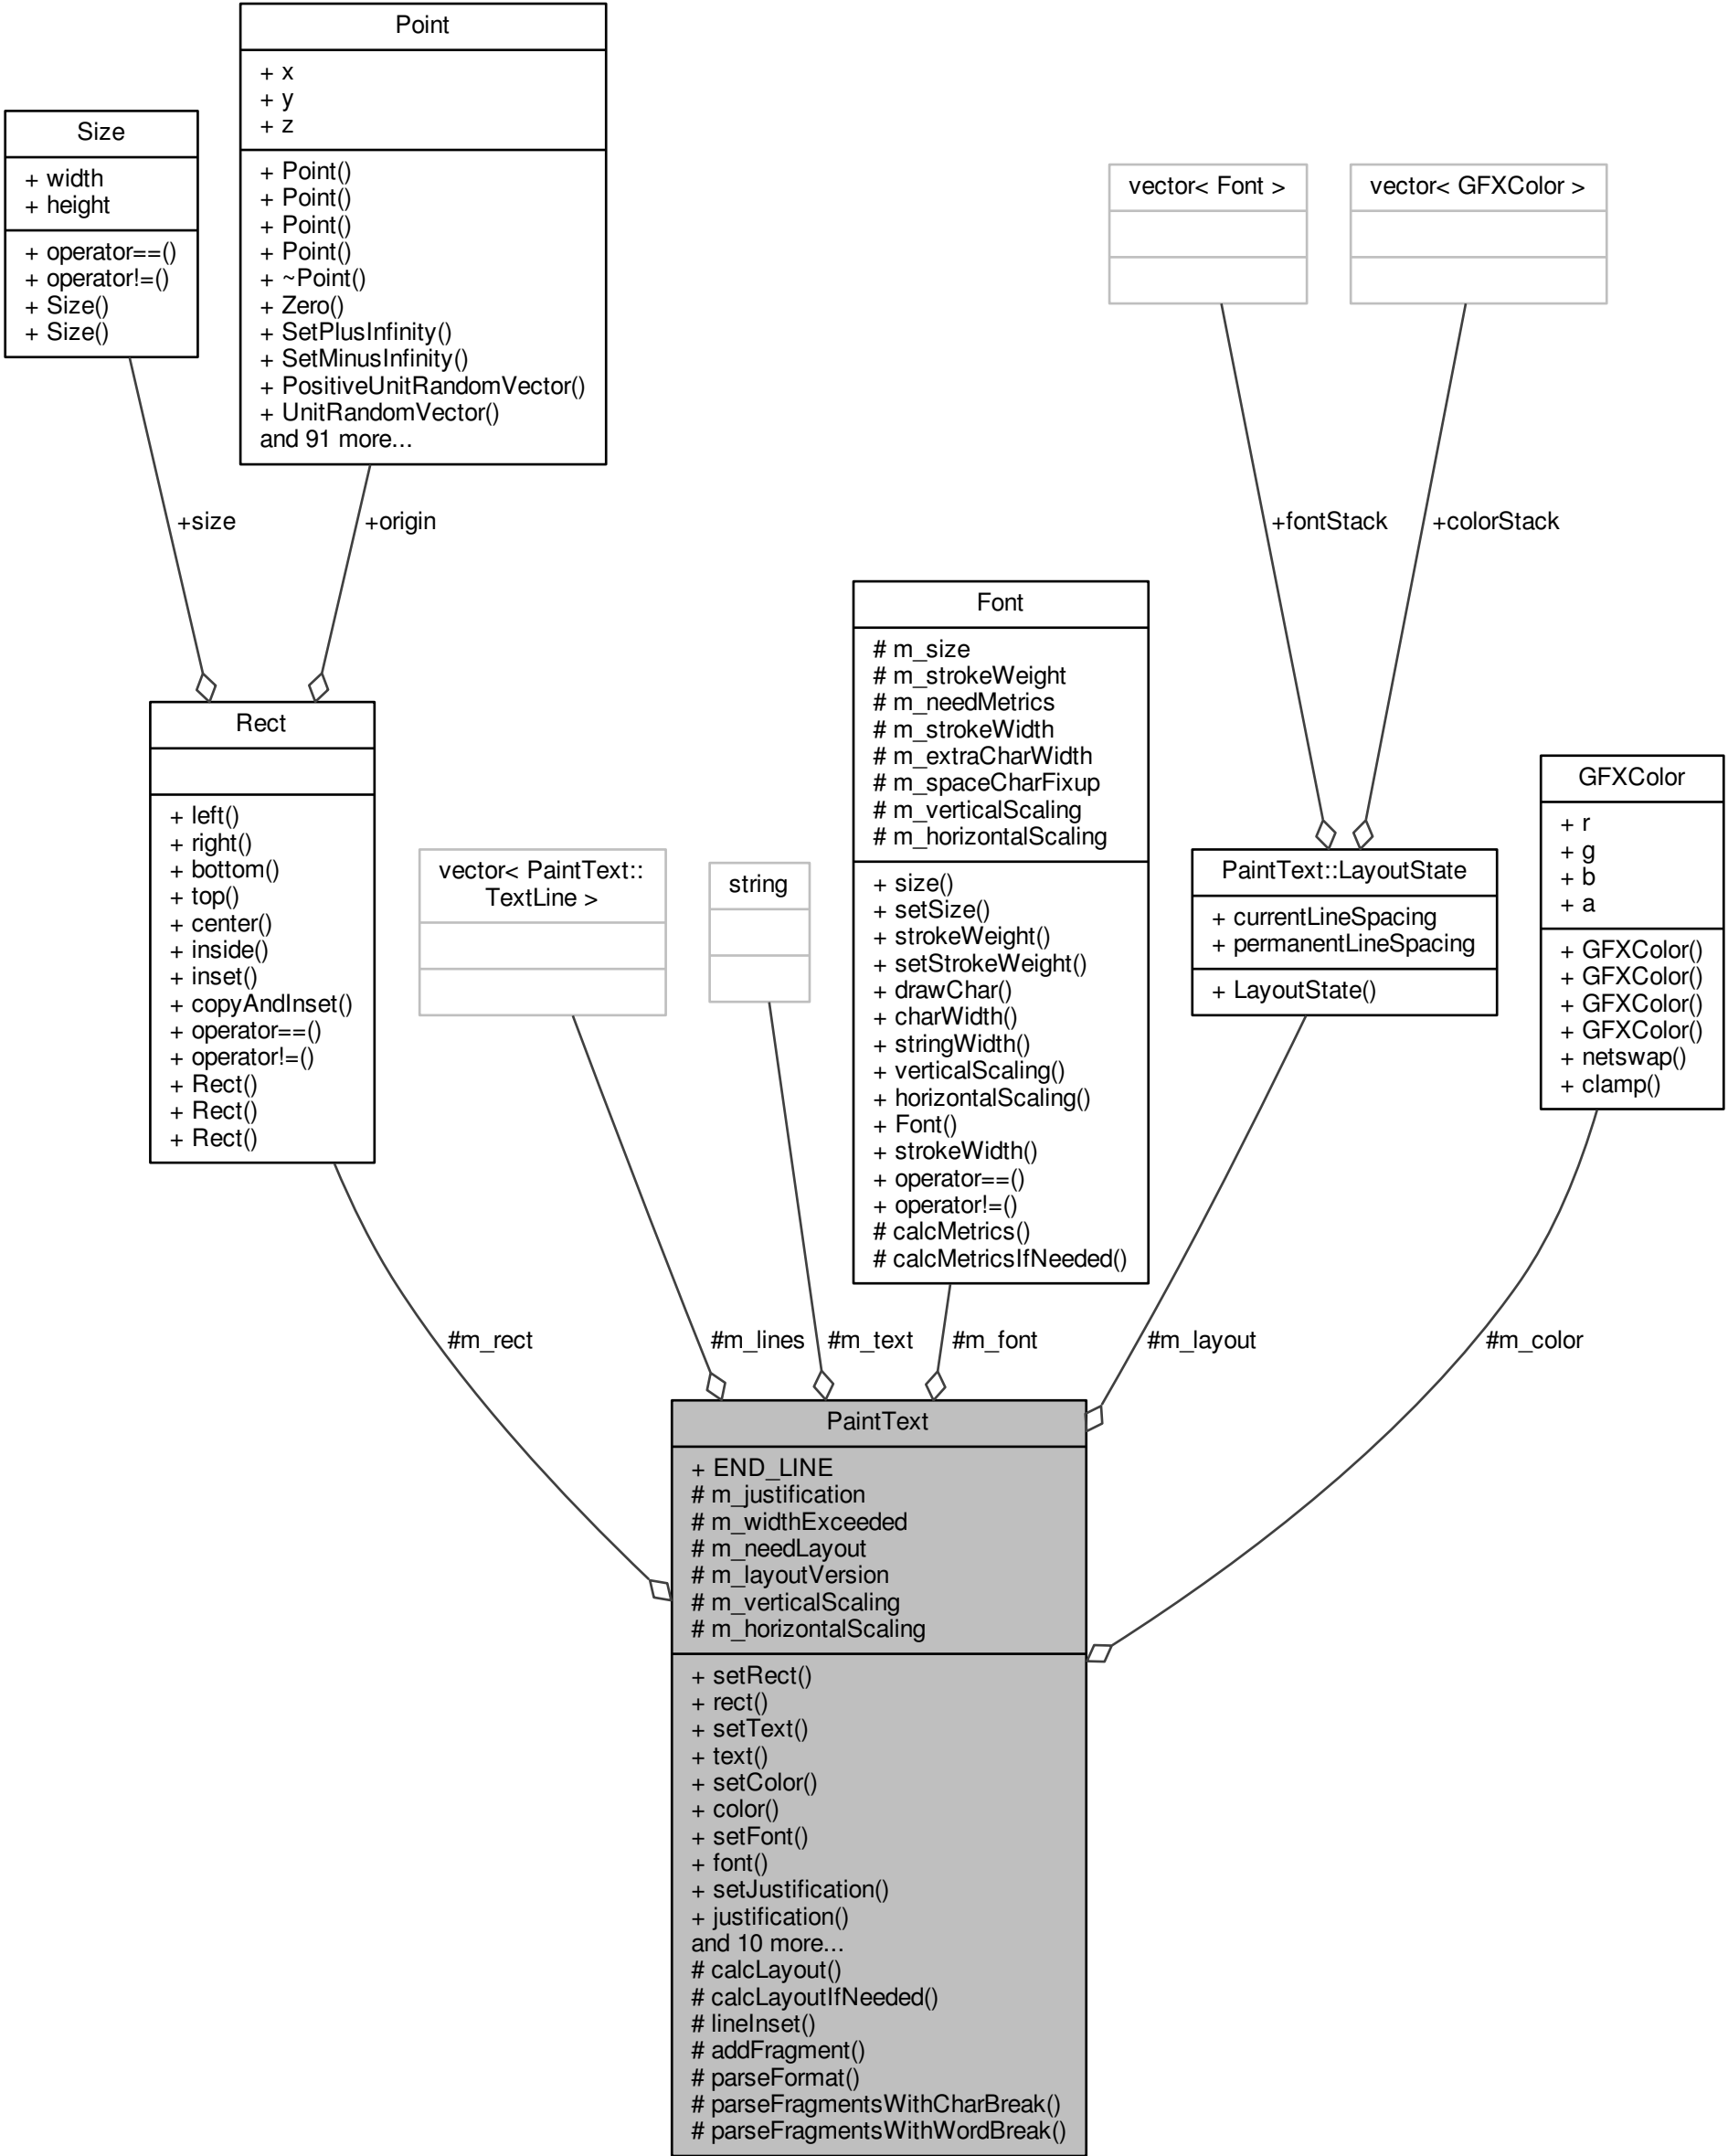 Point
+ x
+ y
+ z
+ Point()
+ Point()
+ Point()
+ Point()
+ ~Point()
+ Zero()
+ SetPlusInfinity()
+ SetMinusInfinity()
+ PositiveUnitRandomVector()
+ UnitRandomVector()
and 91 more...
Size
+ width
+ height
+ operator==()
+ operator!=()
+ Size()
+ Size()
vector< Font >
vector< GFXColor >
+size
+origin
+fontStack
+colorStack
Rect
+ left()
+ right()
+ bottom()
+ top()
+ center()
+ inside()
+ inset()
+ copyAndInset()
+ operator==()
+ operator!=()
+ Rect()
+ Rect()
+ Rect()
vector< PaintText::
TextLine >
string
Font
# m_size
# m_strokeWeight
# m_needMetrics
# m_strokeWidth
# m_extraCharWidth
# m_spaceCharFixup
# m_verticalScaling
# m_horizontalScaling
+ size()
+ setSize()
+ strokeWeight()
+ setStrokeWeight()
+ drawChar()
+ charWidth()
+ stringWidth()
+ verticalScaling()
+ horizontalScaling()
+ Font()
+ strokeWidth()
+ operator==()
+ operator!=()
# calcMetrics()
# calcMetricsIfNeeded()
PaintText::LayoutState
+ currentLineSpacing
+ permanentLineSpacing
+ LayoutState()
GFXColor
+ r
+ g
+ b
+ a
+ GFXColor()
+ GFXColor()
+ GFXColor()
+ GFXColor()
+ netswap()
+ clamp()
#m_rect
#m_lines
#m_text
#m_font
#m_layout
#m_color
PaintText
+ END_LINE
# m_justification
# m_widthExceeded
# m_needLayout
# m_layoutVersion
# m_verticalScaling
# m_horizontalScaling
+ setRect()
+ rect()
+ setText()
+ text()
+ setColor()
+ color()
+ setFont()
+ font()
+ setJustification()
+ justification()
and 10 more...
# calcLayout()
# calcLayoutIfNeeded()
# lineInset()
# addFragment()
# parseFormat()
# parseFragmentsWithCharBreak()
# parseFragmentsWithWordBreak()